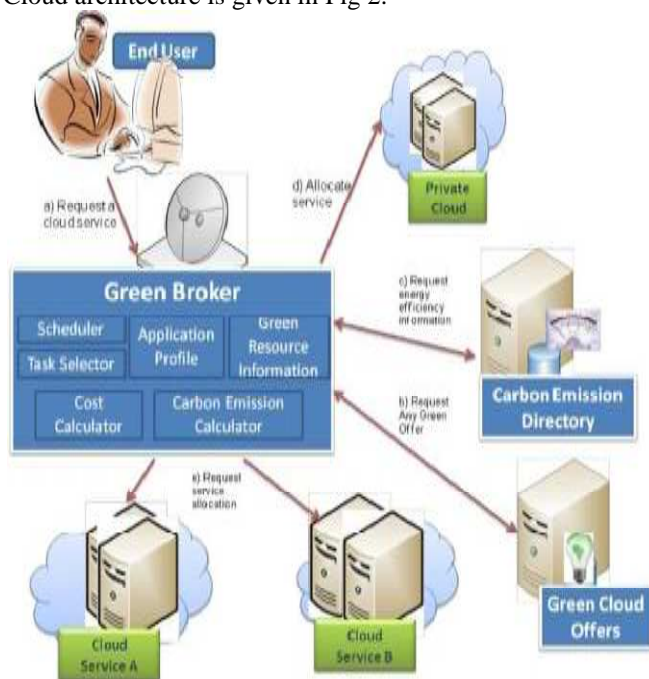 Cloud architecture is given in Fig 2.
End User
a) Request a
cloud service
d) Allocate
service
Private
Cloud
Green Broker
Scheduler
Task Selector
Application
Profile
Green
Resource
Information
Cost
Calculator
Carbon Emission
Calculator
c) Request
energy
efficiency
information
Carbon Emission
Directory
b) Request
Any Green
Offer
e) Request
service
allocation
Cloud
Service A
Cloud
Service B
Green Cloud
Offers